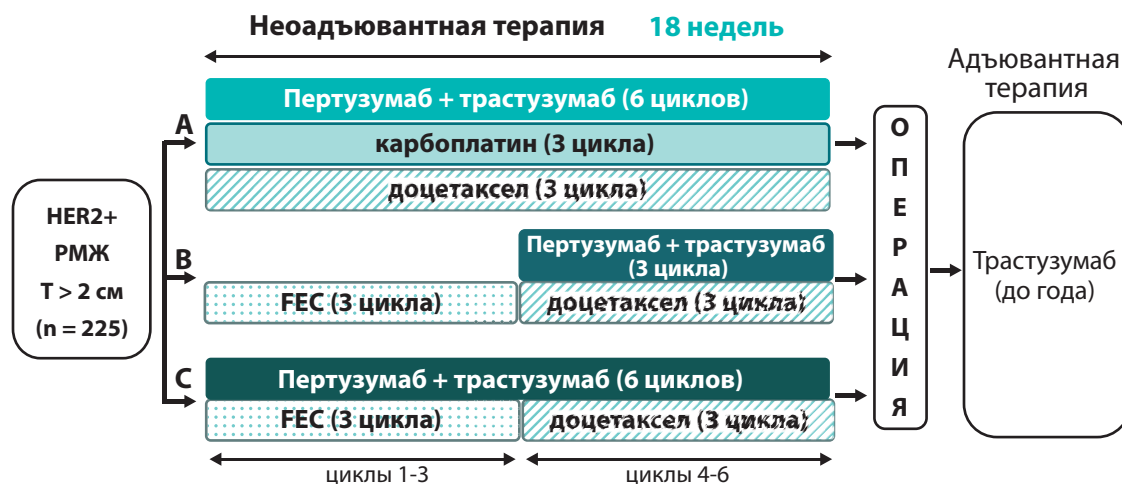 Неоадъювантная терапия 18 недель
Адъювантная
терапия
HER2+
РМЖ
T > 2 см
(n = 225)
A
Пертузумаб + трастузумаб (6 циклов)
карбоплатин (3 цикла)
доцетаксел (3 цикла)
B
Пертузумаб + трастузумаб
(3 цикла)
FEC (3 цикла)
доцетаксел (3 цикла)
C
Пертузумаб + трастузумаб (6 циклов)
FEC (3 цикла)
доцетаксел (3 цикла)
циклы 1-3
циклы 4-6
ОПЕРАЦИЯ
Трастузумаб
(до года)